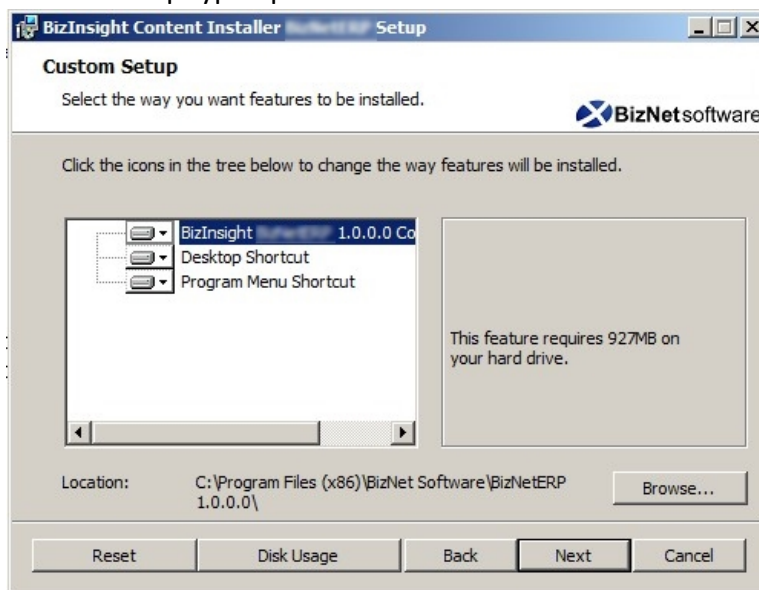 BizInsight Content Installer Setup
Custom Setup
Select the way you want features to be installed.
BizNetsoftware
Click the icons in the tree below to change the way features will be installed.
BizInsight 1.0.0.0 Co
Desktop Shortcut
Program Menu Shortcut
This feature requires 927MB on
your hard drive.
Location:
C:\Program Files (x86)\BizNet Software\BizNetERP
1.0.0.0\
Browse...
Reset
Disk Usage
Back
Next
Cancel